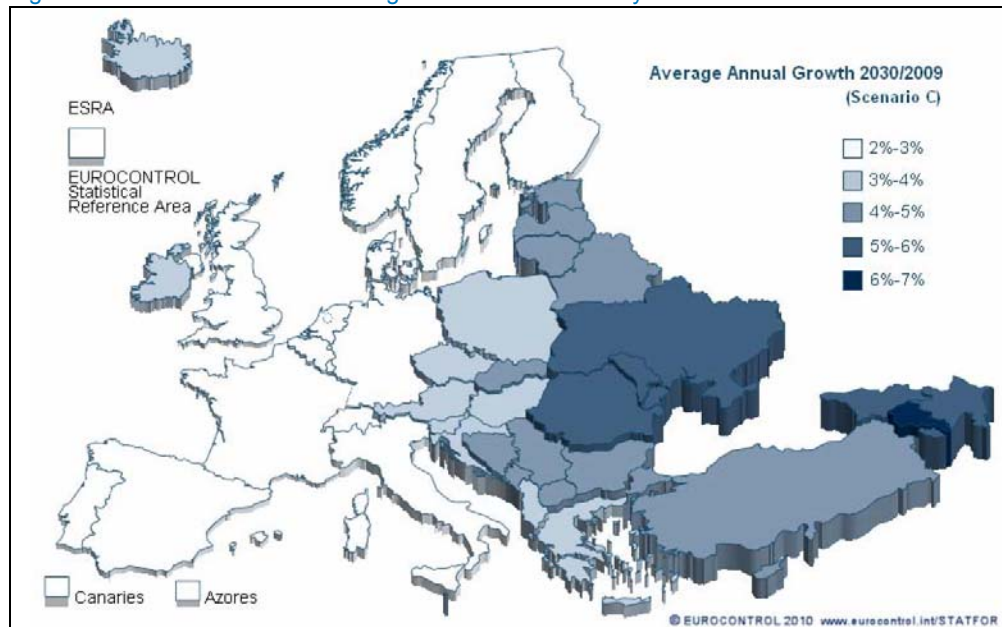 Average Annual Growth 2030/2009
(Scenario C)
ESRA
EUROCONTROL
Statistical
Reference Area
2%-3%
3%-4%
4%-5%
5%-6%
6%-7%
Canaries
Azores
© EUROCONTROL 2010 www.eurocontrol.int/STATFOR